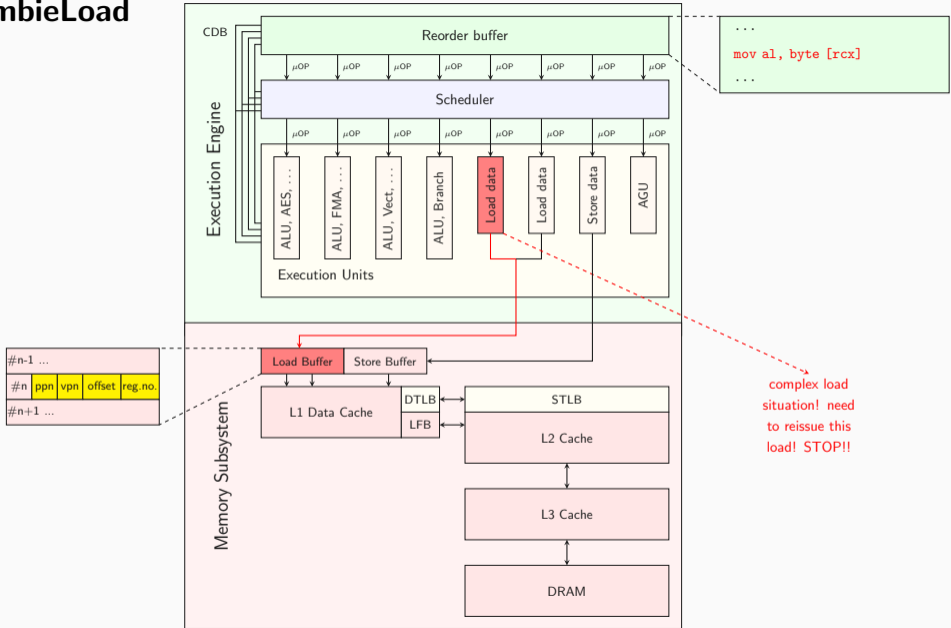 mbieLoad
CDB
Reorder buffer
...
mov al, byte [rcx]
...
μOP μOP μOP μOP μOP μOP μOP μOP
Scheduler
μOP μOP μOP μOP μOP μOP μOP μOP
Execution Engine
ALU, AES, ...
ALU, FMA, ...
ALU, Vect, ...
ALU, Branch
Load data
Load data
Store data
AGU
Execution Units
#n-1 ...
#n ppn vpn offset reg.no.
#n+1 ...
Load Buffer
Store Buffer
Memory Subsystem
L1 Data Cache
DTLB
LFB
STLB
L2 Cache
L3 Cache
DRAM
complex load
situation! need
to reissue this
load! STOP!!